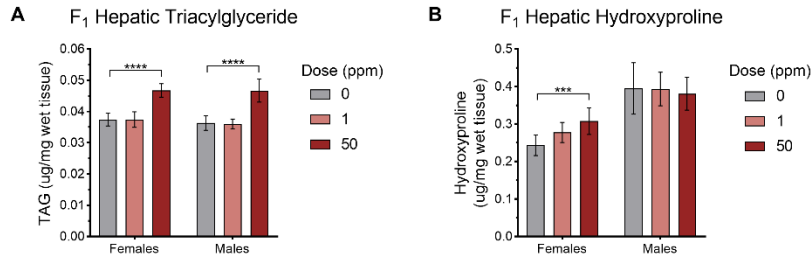 A F₁ Hepatic Triacylglyceride
TAG (ug/mg wet tissue)
0.06
0.05
0.04
0.03
0.02
0.01
0.00
**** ****
Females Males
Dose (ppm)
0
1
50
B F₁ Hepatic Hydroxyproline
Hydroxyproline
(ug/mg wet tissue)
0.5
0.4
0.3
0.2
0.1
0.0
***
Females Males
Dose (ppm)
0
1
50